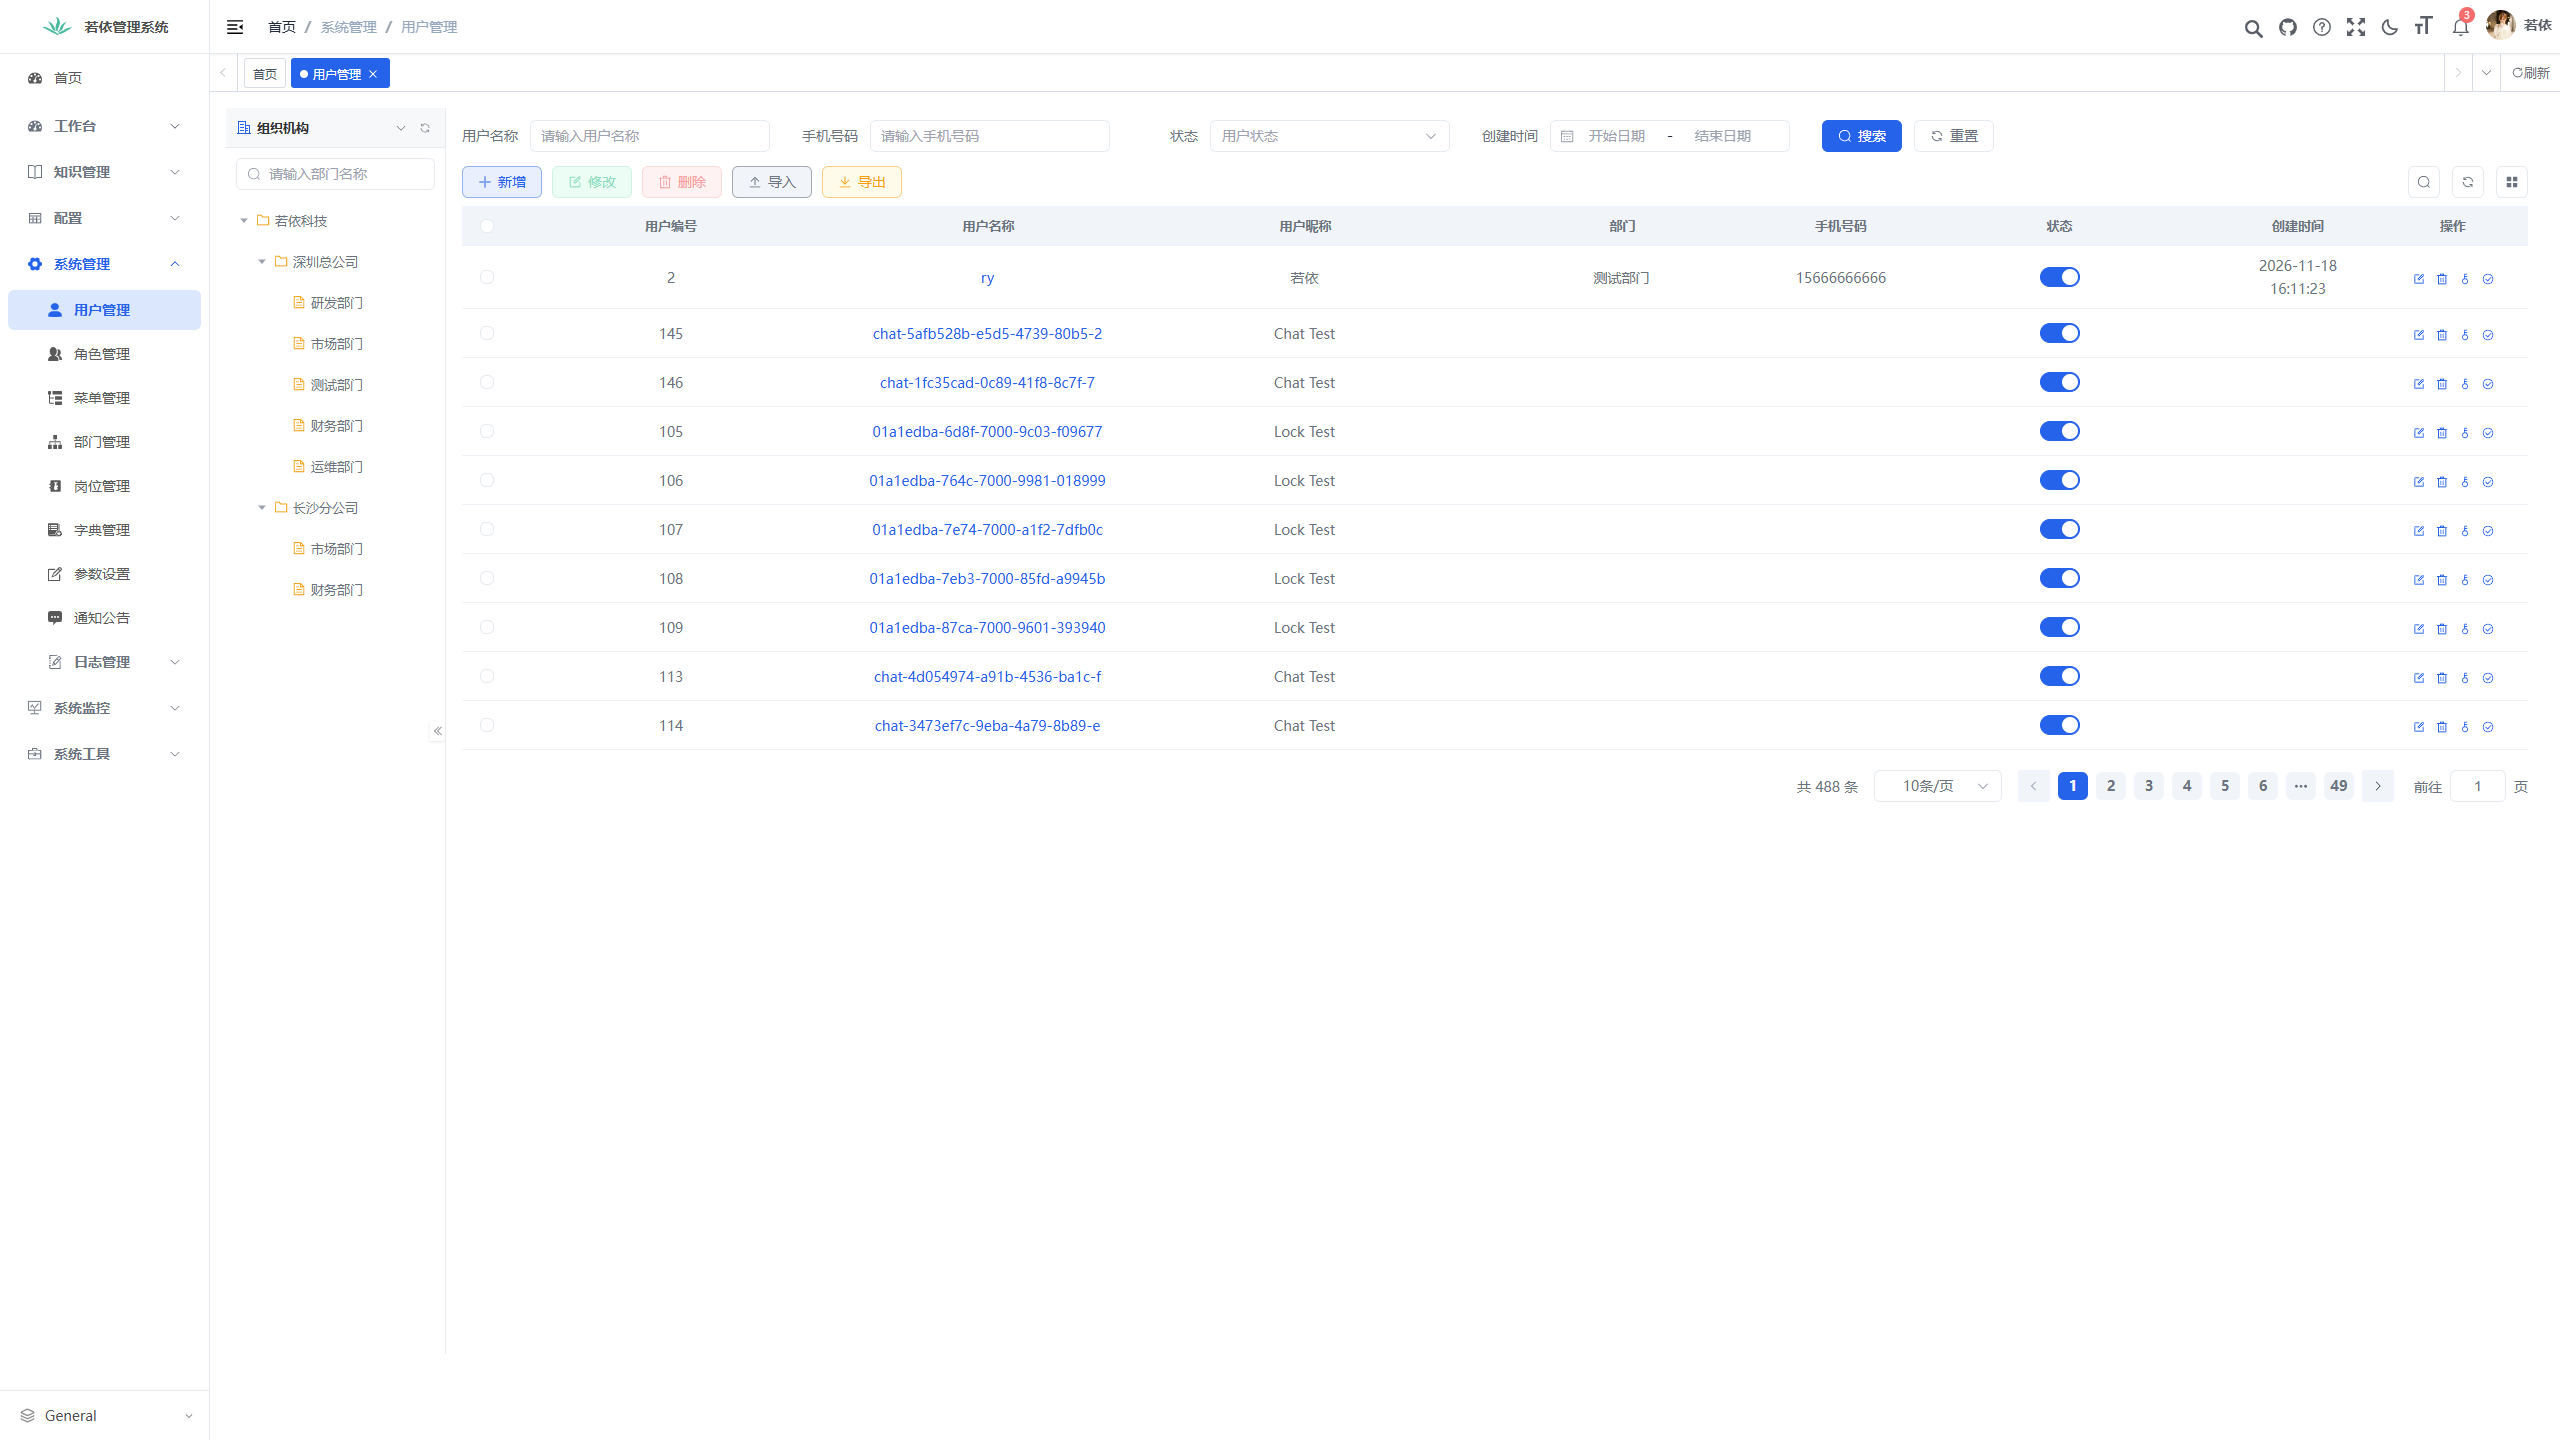 若依管理系统
首页 / 系统管理 / 用户管理
3
若依
首页
用户管理
刷新
首页
工作台
知识管理
配置
系统管理
用户管理
角色管理
菜单管理
部门管理
岗位管理
字典管理
参数设置
通知公告
日志管理
系统监控
系统工具
General
组织机构
请输入部门名称
若依科技
深圳总公司
研发部门
市场部门
测试部门
财务部门
运维部门
长沙分公司
市场部门
财务部门
用户名称 请输入用户名称 手机号码 请输入手机号码 状态 用户状态 创建时间 开始日期 - 结束日期 搜索 重置
新增 修改 删除 导入 导出
用户编号 用户名称 用户昵称 部门 手机号码 状态 创建时间 操作
2 ry 若依 测试部门 15666666666 2026-11-18 16:11:23
145 chat-5afb528b-e5d5-4739-80b5-2 Chat Test
146 chat-1fc35cad-0c89-41f8-8c7f-7 Chat Test
105 01a1edba-6d8f-7000-9c03-f09677 Lock Test
106 01a1edba-764c-7000-9981-018999 Lock Test
107 01a1edba-7e74-7000-a1f2-7dfb0c Lock Test
108 01a1edba-7eb3-7000-85fd-a9945b Lock Test
109 01a1edba-87ca-7000-9601-393940 Lock Test
113 chat-4d054974-a91b-4536-ba1c-f Chat Test
114 chat-3473ef7c-9eba-4a79-8b89-e Chat Test
共 488 条 10条/页 1 2 3 4 5 6 ··· 49 前往 1 页